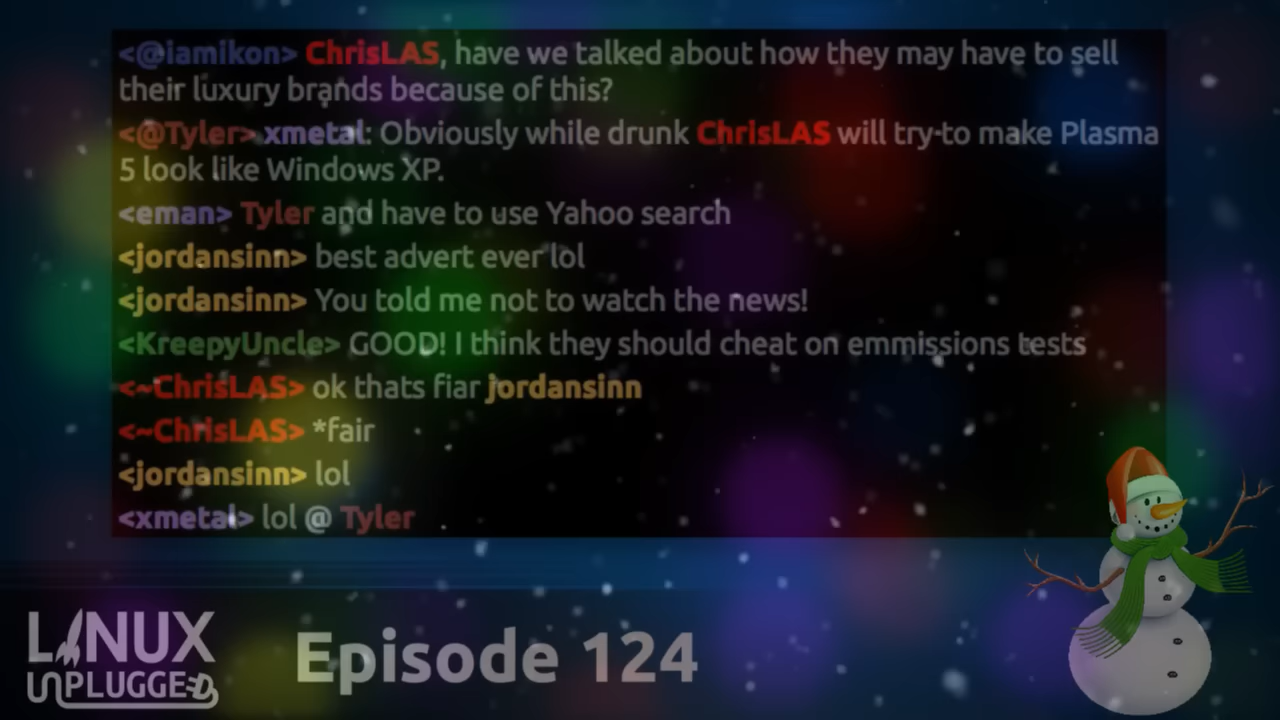 <@iamikon> ChrisLAS, have we talked about how they may have to sell
their luxury brands because of this?
<@Tyler> xmetal: Obviously while drunk ChrisLAS will try-to make Plasma
5 look like Windows XP.
<eman> Tyler and have to use Yahoo search
<jordansinn> best advert ever lol
<jordansinn> You told me not to watch the news!
<KreepyUncle> GOOD! I think they should cheat on emmissions tests
<~ChrisLAS> ok thats fiar jordansinn
<~ChrisLAS> *fair
<jordansinn> lol
<xmetal> lol @ Tyler
LINUX
UNPLUGGED
Episode 124